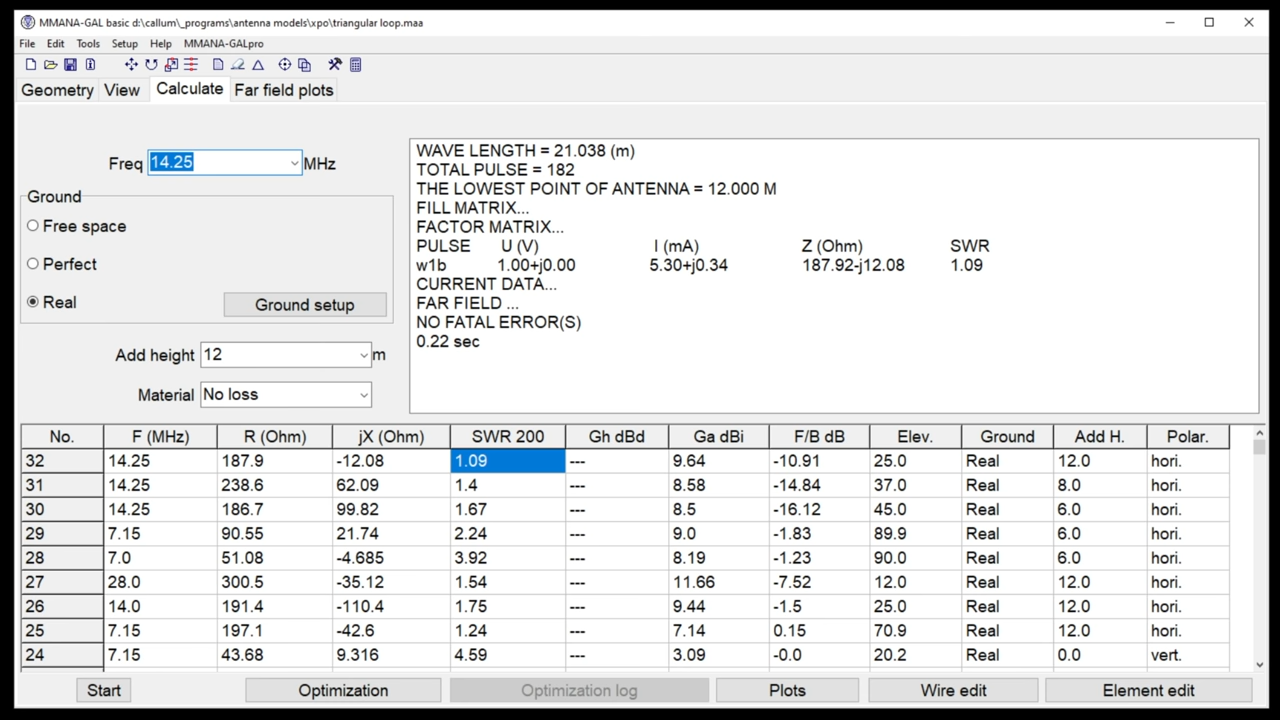 MMANA-GAL basic d:\callum\_programs\antenna models\xpo\triangular loop.maa
File Edit Tools Setup Help MMANA-GALpro
Geometry View Calculate Far field plots
Freq 14.25 MHz
Ground
Free space
Perfect
Real Ground setup
Add height 12 m
Material No loss
WAVE LENGTH = 21.038 (m)
TOTAL PULSE = 182
THE LOWEST POINT OF ANTENNA = 12.000 M
FILL MATRIX...
FACTOR MATRIX...
PULSE U (V) I (mA) Z (Ohm) SWR
w1b 1.00+j0.00 5.30+j0.34 187.92-j12.08 1.09
CURRENT DATA...
FAR FIELD ...
NO FATAL ERROR(S)
0.22 sec
No. F (MHz) R (Ohm) jX (Ohm) SWR 200 Gh dBd Ga dBi F/B dB Elev. Ground Add H. Polar.
32 14.25 187.9 -12.08 1.09 --- 9.64 -10.91 25.0 Real 12.0 hori.
31 14.25 238.6 62.09 1.4 --- 8.58 -14.84 37.0 Real 8.0 hori.
30 14.25 186.7 99.82 1.67 --- 8.5 -16.12 45.0 Real 6.0 hori.
29 7.15 90.55 21.74 2.24 --- 9.0 -1.83 89.9 Real 6.0 hori.
28 7.0 51.08 -4.685 3.92 --- 8.19 -1.23 90.0 Real 6.0 hori.
27 28.0 300.5 -35.12 1.54 --- 11.66 -7.52 12.0 Real 12.0 hori.
26 14.0 191.4 -110.4 1.75 --- 9.44 -1.5 25.0 Real 12.0 hori.
25 7.15 197.1 -42.6 1.24 --- 7.14 0.15 70.9 Real 12.0 hori.
24 7.15 43.68 9.316 4.59 --- 3.09 -0.0 20.2 Real 0.0 vert.
Start Optimization Optimization log Plots Wire edit Element edit